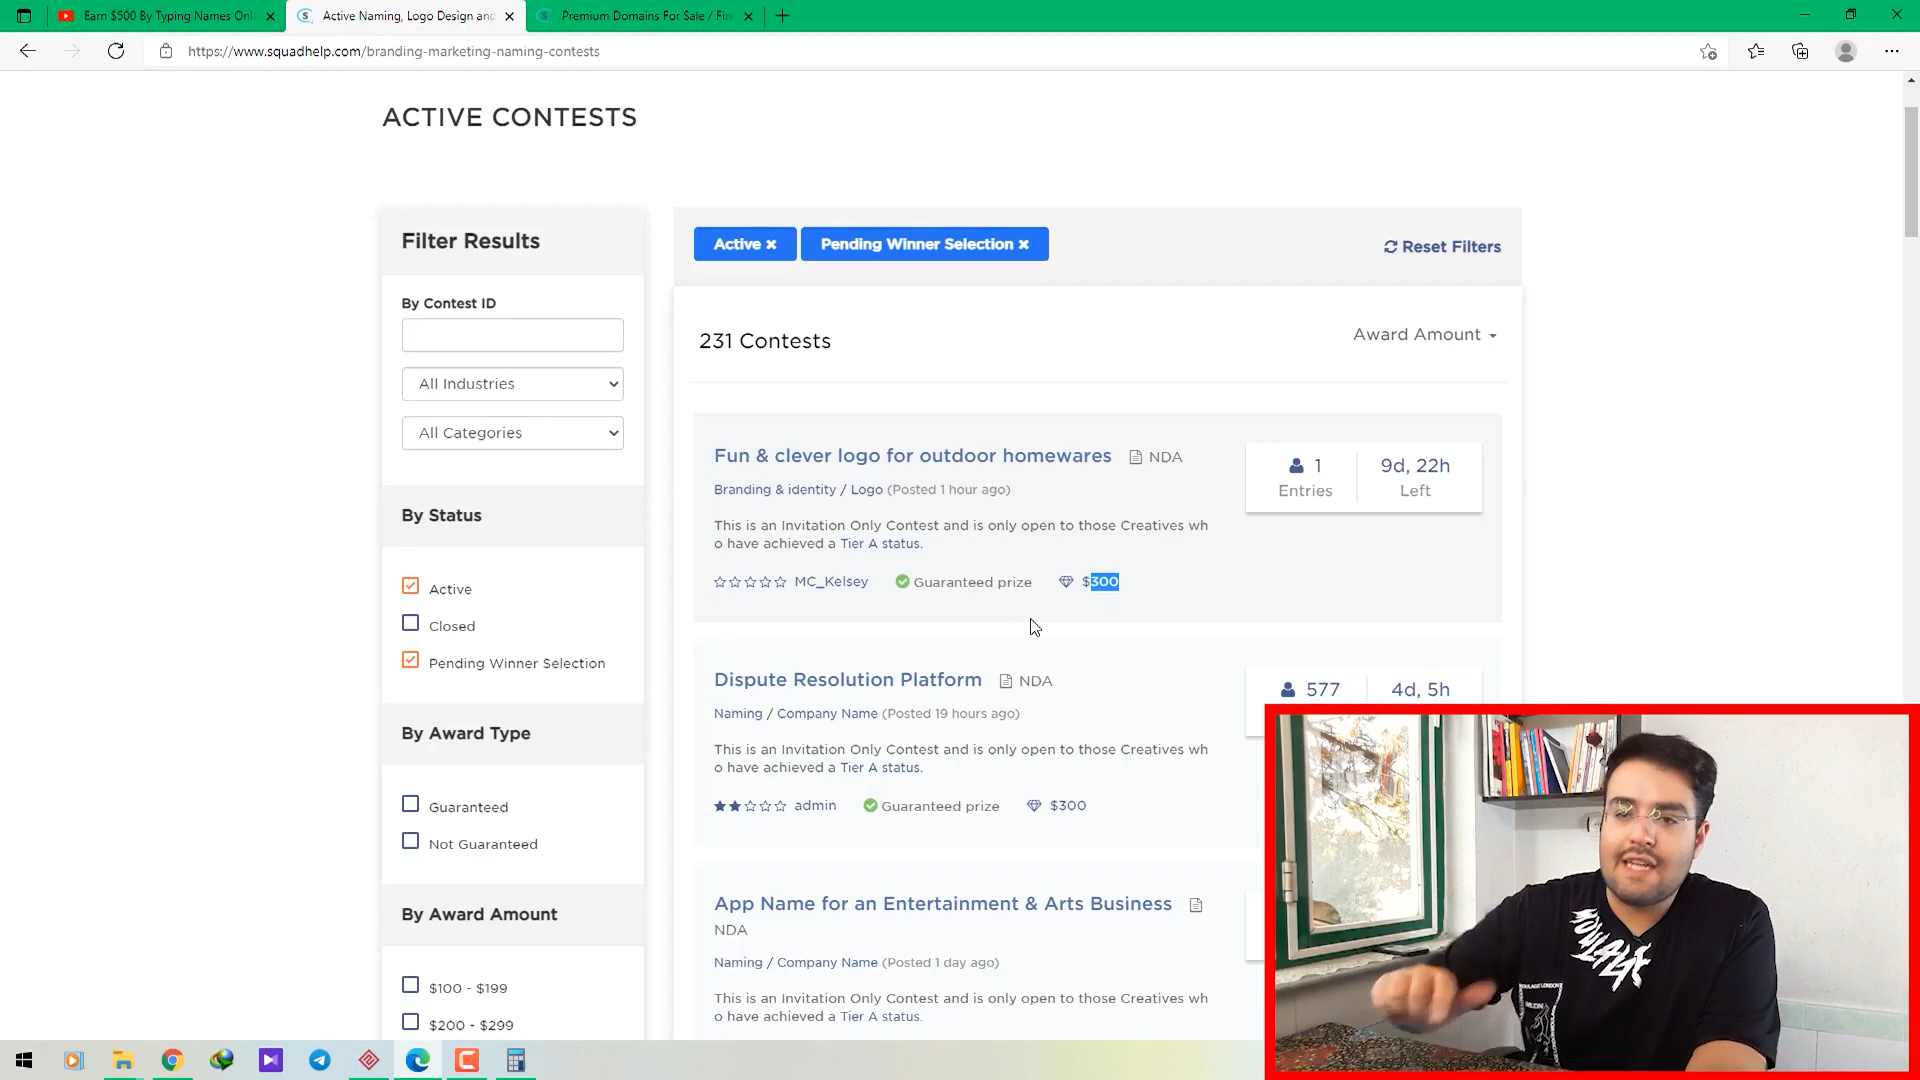 Earn $500 By Typing Names Onl
Active Naming, Logo Design and
Premium Domains For Sale / Fin
https://www.squadhelp.com/branding-marketing-naming-contests
ACTIVE CONTESTS
Filter Results
By Contest ID
All Industries
All Categories
By Status
Active
Closed
Pending Winner Selection
By Award Type
Guaranteed
Not Guaranteed
By Award Amount
$100 - $199
$200 - $299
Active ×
Pending Winner Selection ×
Reset Filters
231 Contests
Award Amount
Fun & clever logo for outdoor homewares NDA
Branding & identity / Logo (Posted 1 hour ago)
This is an Invitation Only Contest and is only open to those Creatives wh
o have achieved a Tier A status.
MC_Kelsey Guaranteed prize $300
1 9d, 22h
Entries Left
Dispute Resolution Platform NDA
Naming / Company Name (Posted 19 hours ago)
This is an Invitation Only Contest and is only open to those Creatives wh
o have achieved a Tier A status.
admin Guaranteed prize $300
577 4d, 5h
App Name for an Entertainment & Arts Business
NDA
Naming / Company Name (Posted 1 day ago)
This is an Invitation Only Contest and is only open to those Creatives wh
o have achieved a Tier A status.